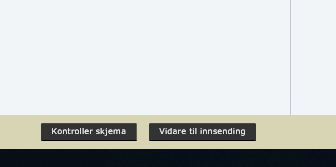 Kontroller skjema
Vidare til innsending